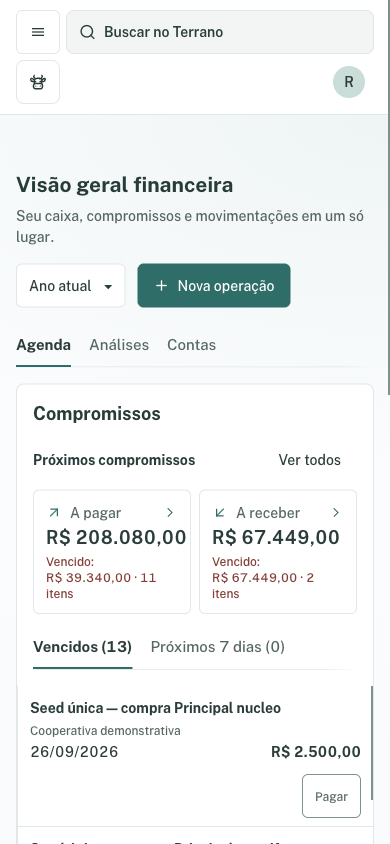 Buscar no Terrano
R
Visão geral financeira
Seu caixa, compromissos e movimentações em um só
lugar.
Ano atual
Nova operação
Agenda Análises Contas
Compromissos
Próximos compromissos Ver todos
A pagar
R$ 208.080,00
Vencido:
R$ 39.340,00 · 11
itens
A receber
R$ 67.449,00
Vencido:
R$ 67.449,00 · 2
itens
Vencidos (13) Próximos 7 dias (0)
Seed única — compra Principal nucleo
Cooperativa demonstrativa
26/09/2026 R$ 2.500,00
Pagar